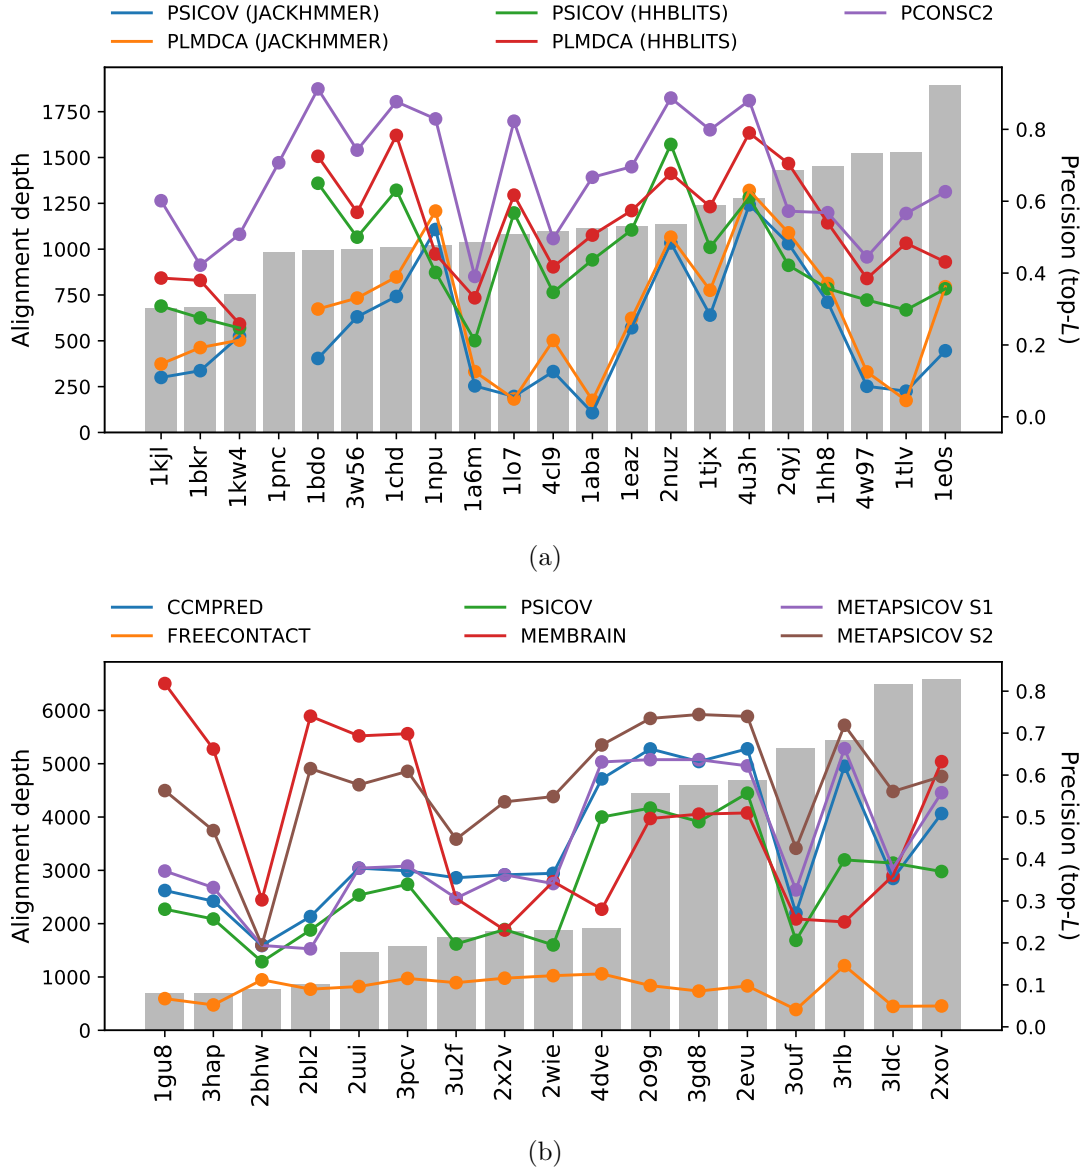 PSICOV (JACKHMMER) PSICOV (HHBLITS) PCONSC2
PLMDCA (JACKHMMER) PLMDCA (HHBLITS)
Alignment depth
1750
1500
1250
1000
750
500
250
0
0.8
0.6
0.4
0.2
0.0
Precision (top-L)
1kjl 1bkr 1kw4 1pnc 1bdo 3w56 1chd 1npu 1a6m 1lo7 4cl9 1aba 1eaz 2nuz 1tjx 4u3h 2qyj 1hh8 4w97 1tlv 1e0s
(a)
CCMPRED PSICOV METAPSICOV S1
FREECONTACT MEMBRAIN METAPSICOV S2
Alignment depth
6000
5000
4000
3000
2000
1000
0
0.8
0.7
0.6
0.5
0.4
0.3
0.2
0.1
0.0
Precision (top-L)
1gu8 3hap 2bhw 2bl2 2uui 3pcv 3u2f 2x2v 2wie 4dve 2o9g 3gd8 2evu 3ouf 3rlb 3ldc 2xov
(b)